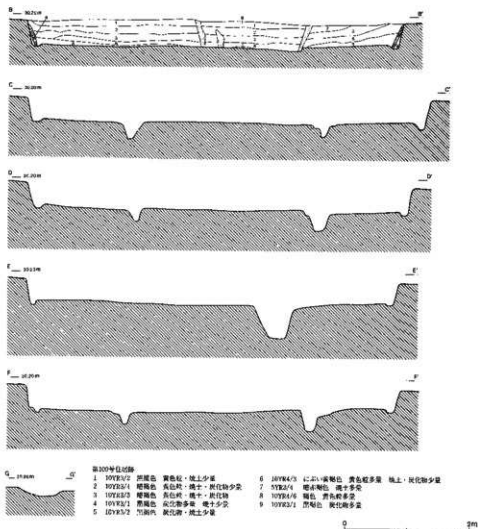 B
B'
C
C'
D
D'
E
E'
F
F'
G
G'
第100号住居跡
1 10YR3/2 黒褐色 黄色粒・焼土少量
2 10YR3/4 暗褐色 黄色粒・焼土・炭化物少量
3 10YR3/3 暗褐色 黄色粒・焼土・炭化物
4 10YR3/1 黒褐色 炭化物多量・焼土少量
5 10YR3/2 黒褐色 炭化物・焼土少量
6 10YR4/3 にぶい黄褐色 黄色粒多量 焼土・炭化物少量
7 5YR3/4 暗赤褐色 焼土多量
8 10YR4/6 褐色 黄色粒多量
9 10YR3/1 黒褐色 炭化物少量
0
2m